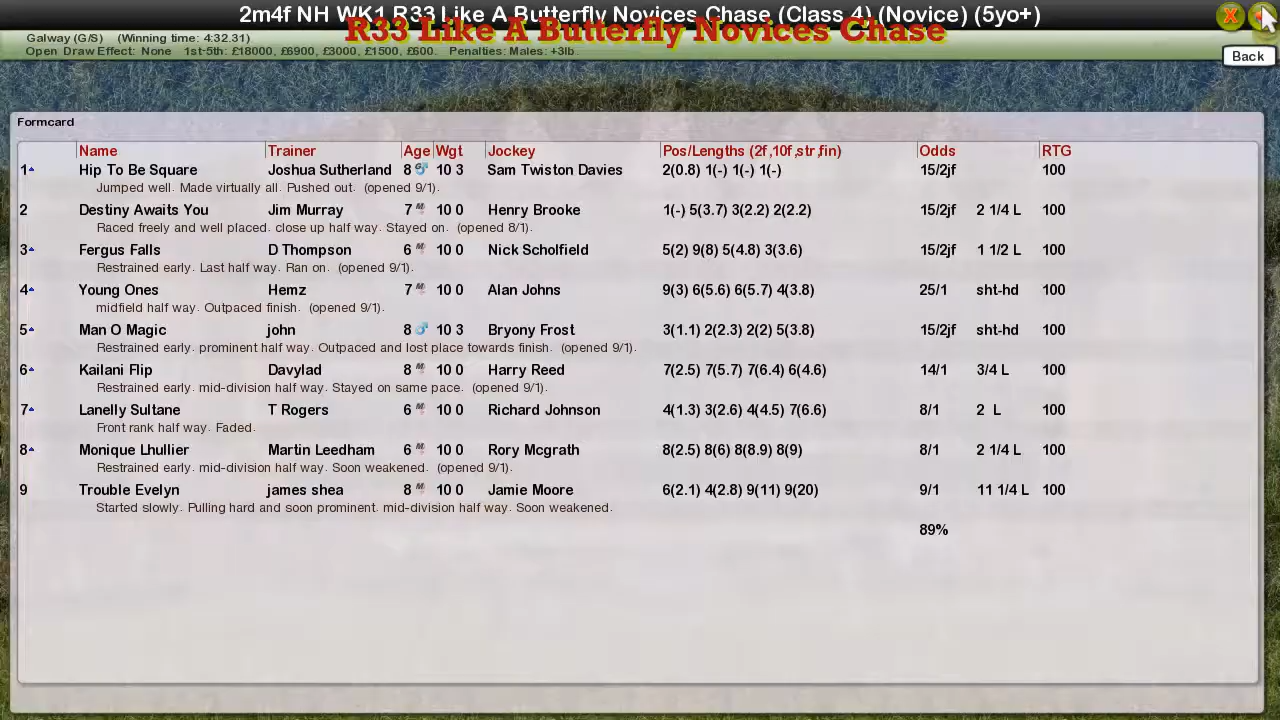 2m4f NH WK1 R33 Like A Butterfly Novices Chase (Class 4) (Novice) (5yo+)
R33 Like A Butterfly Novices Chase
Galway (G/S) (Winning time: 4:32.31)
Open Draw Effect: None 1st-5th: £18000, £6900, £3000, £1500, £600. Penalties: Males: +3lb.
Back
Formcard
Name Trainer Age Wgt Jockey Pos/Lengths (2f,10f,str,fin) Odds RTG
1 Hip To Be Square Joshua Sutherland 8 10 3 Sam Twiston Davies 2(0.8) 1(-) 1(-) 1(-) 15/2jf 100
Jumped well. Made virtually all. Pushed out. (opened 9/1).
2 Destiny Awaits You Jim Murray 7 10 0 Henry Brooke 1(-) 5(3.7) 3(2.2) 2(2.2) 15/2jf 2 1/4 L 100
Raced freely and well placed. close up half way. Stayed on. (opened 8/1).
3 Fergus Falls D Thompson 6 10 0 Nick Scholfield 5(2) 9(8) 5(4.8) 3(3.6) 15/2jf 1 1/2 L 100
Restrained early. Last half way. Ran on. (opened 9/1).
4 Young Ones Hemz 7 10 0 Alan Johns 9(3) 6(5.6) 6(5.7) 4(3.8) 25/1 sht-hd 100
midfield half way. Outpaced finish. (opened 9/1).
5 Man O Magic john 8 10 3 Bryony Frost 3(1.1) 2(2.3) 2(2) 5(3.8) 15/2jf sht-hd 100
Restrained early. prominent half way. Outpaced and lost place towards finish. (opened 9/1).
6 Kailani Flip Davylad 8 10 0 Harry Reed 7(2.5) 7(5.7) 7(6.4) 6(4.6) 14/1 3/4 L 100
Restrained early. mid-division half way. Stayed on same pace. (opened 9/1).
7 Lanelly Sultane T Rogers 6 10 0 Richard Johnson 4(1.3) 3(2.6) 4(4.5) 7(6.6) 8/1 2 L 100
Front rank half way. Faded.
8 Monique Lhullier Martin Leedham 6 10 0 Rory Mcgrath 8(2.5) 8(6) 8(8.9) 8(9) 8/1 2 1/4 L 100
Restrained early. mid-division half way. Soon weakened. (opened 9/1).
9 Trouble Evelyn james shea 8 10 0 Jamie Moore 6(2.1) 4(2.8) 9(11) 9(20) 9/1 11 1/4 L 100
Started slowly. Pulling hard and soon prominent. mid-division half way. Soon weakened.
89%